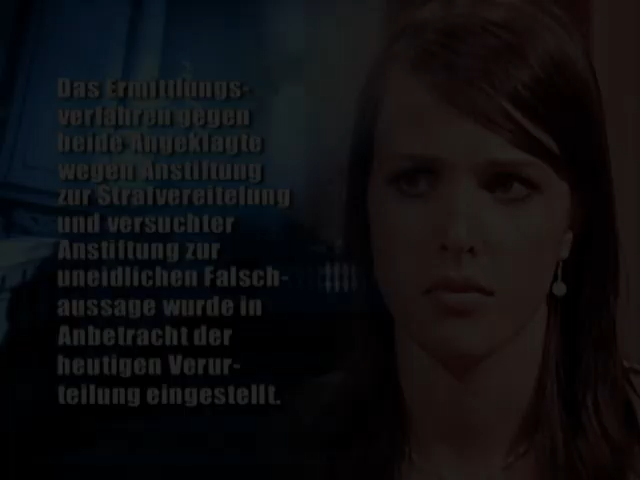 Das Ermittlungs-
verfahren gegen
beide Angeklagte
wegen Anstiftung
zur Strafvereitelung
und versuchter
Anstiftung zur
uneidlichen Falsch-
aussage wurde in
Anbetracht der
heutigen Verur-
teilung eingestellt.